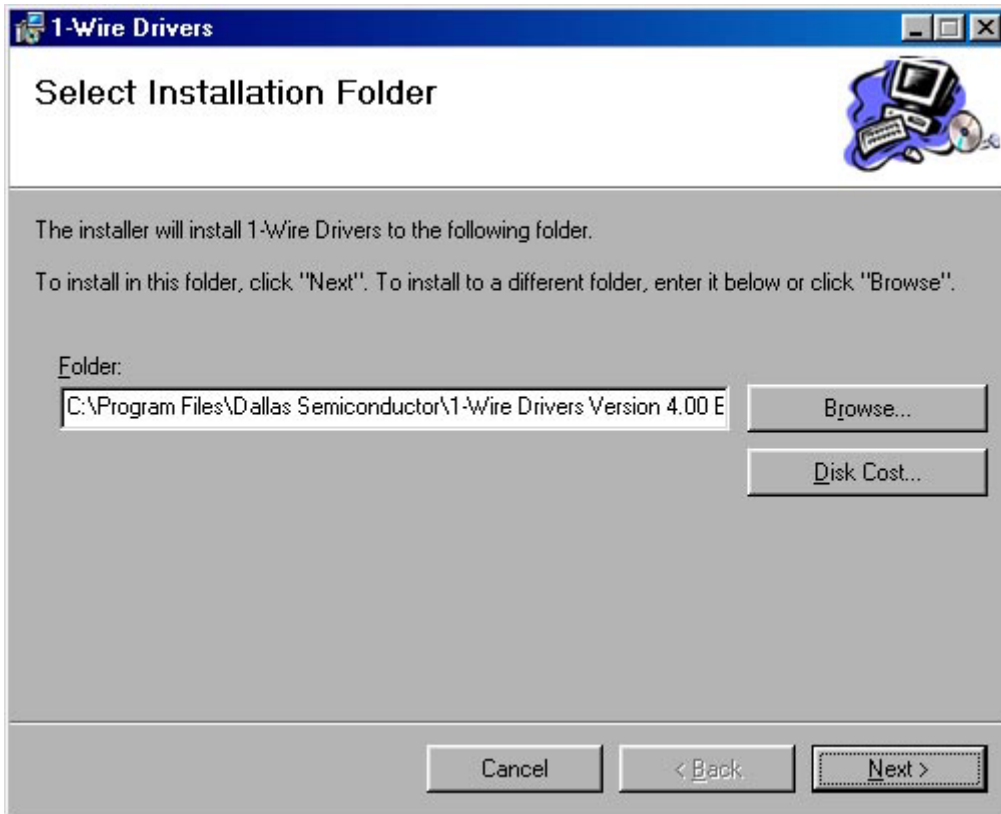 1-Wire Drivers
Select Installation Folder
The installer will install 1-Wire Drivers to the following folder.
To install in this folder, click "Next". To install to a different folder, enter it below or click "Browse".
Folder:
C:\Program Files\Dallas Semiconductor\1-Wire Drivers Version 4.00 E
Browse...
Disk Cost...
Cancel
< Back
Next >